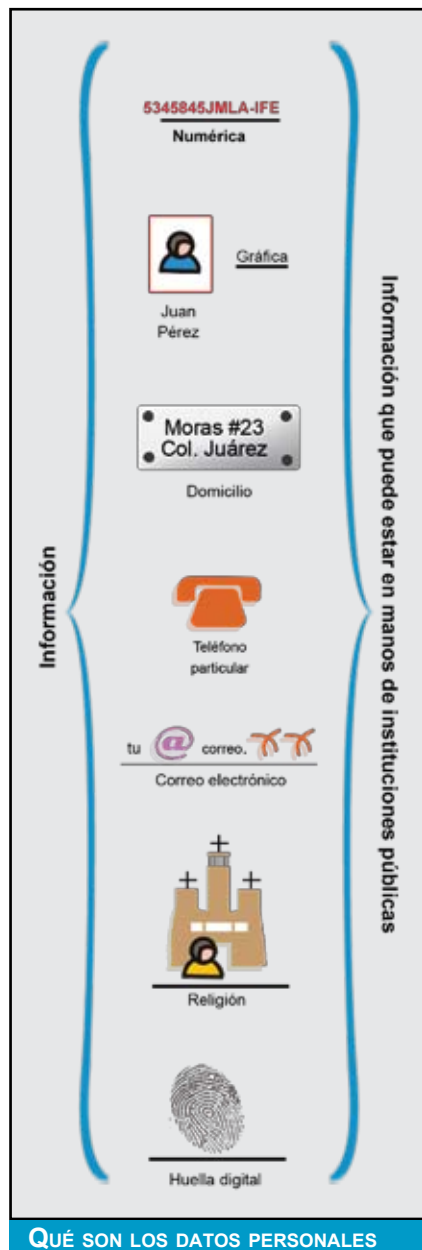 5345845JMLA-IFE
Numérica
Gráfica
Juan
Pérez
Moras #23
Col. Juárez
Domicilio
Información
Información que puede estar en manos de instituciones públicas
Teléfono
particular
tu @ correo.
Correo electrónico
Religión
Huella digital
QUÉ SON LOS DATOS PERSONALES